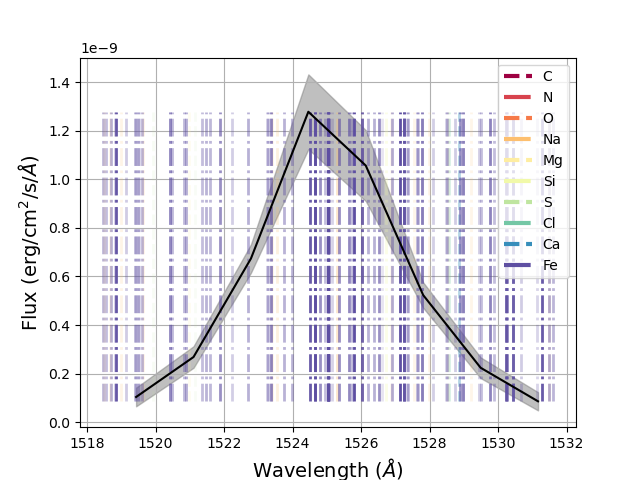 1e−9
Flux (erg/cm²/s/Å)
1.4
1.2
1.0
0.8
0.6
0.4
0.2
0.0
C
N
O
Na
Mg
Si
S
Cl
Ca
Fe
1518 1520 1522 1524 1526 1528 1530 1532
Wavelength (Å)